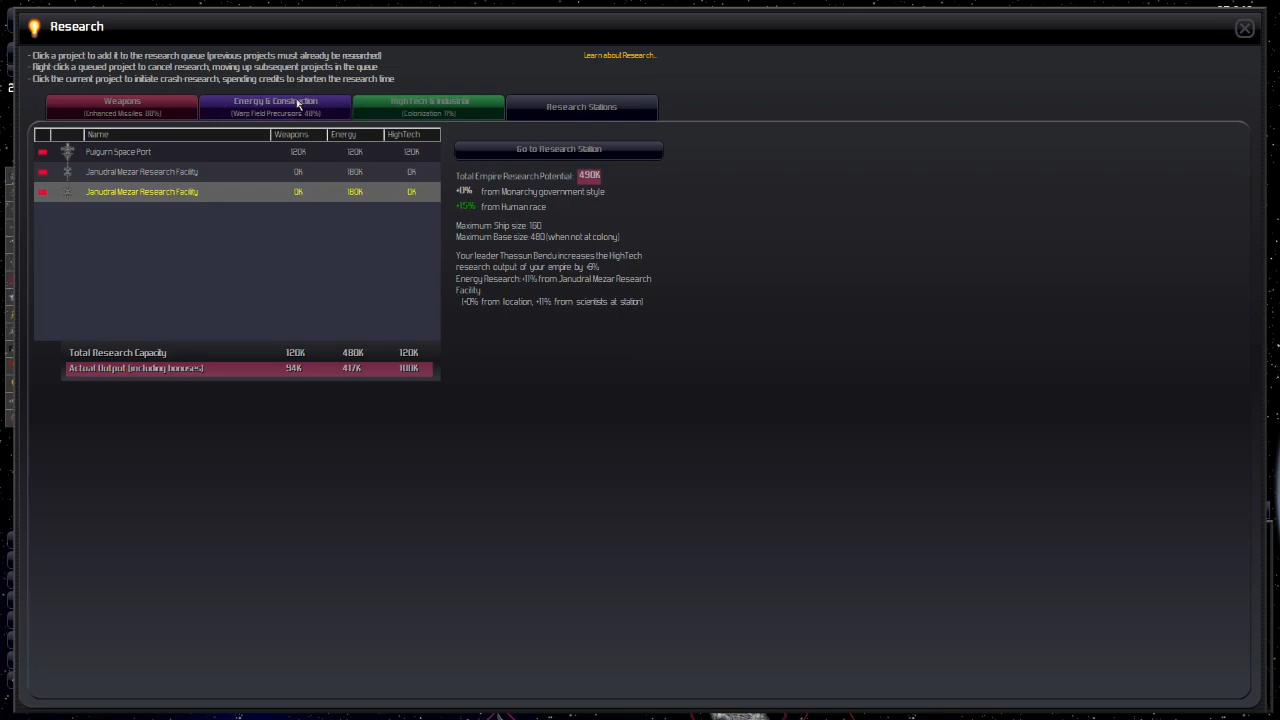 Research
- Click a project to add it to the research queue (previous projects must already be researched)
- Right-click a queued project to cancel research, moving up subsequent projects in the queue
- Click the current project to initiate crash-research, spending credits to shorten the research time
Learn about Research...
Weapons
(Enhanced Missiles 88%)
Energy & Construction
(Warp Field Precursors 48%)
HighTech & Industrial
(Colonization 11%)
Research Stations
Name Weapons Energy HighTech
Puigurn Space Port 120K 120K 120K
Janudral Mezar Research Facility 0K 180K 0K
Janudral Mezar Research Facility 0K 180K 0K
Total Research Capacity 120K 480K 120K
Actual Output (including bonuses) 94K 417K 100K
Go to Research Station
Total Empire Research Potential: 490K
+0% from Monarchy government style
+15% from Human race
Maximum Ship size: 160
Maximum Base size: 480 (when not at colony)
Your leader Thassun Bendu increases the HighTech
research output of your empire by +6%
Energy Research: +11% from Janudral Mezar Research
Facility
(+0% from location, +11% from scientists at station)